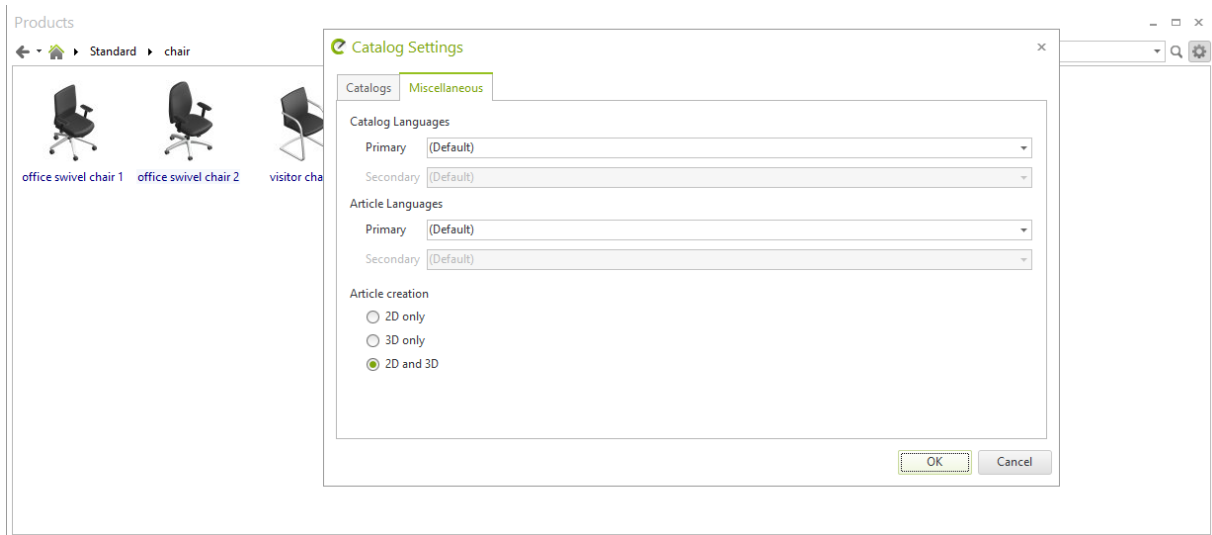 Products
Standard chair
office swivel chair 1 office swivel chair 2 visitor cha
Catalog Settings
Catalogs Miscellaneous
Catalog Languages
Primary (Default)
Secondary (Default)
Article Languages
Primary (Default)
Secondary (Default)
Article creation
2D only
3D only
2D and 3D
OK Cancel